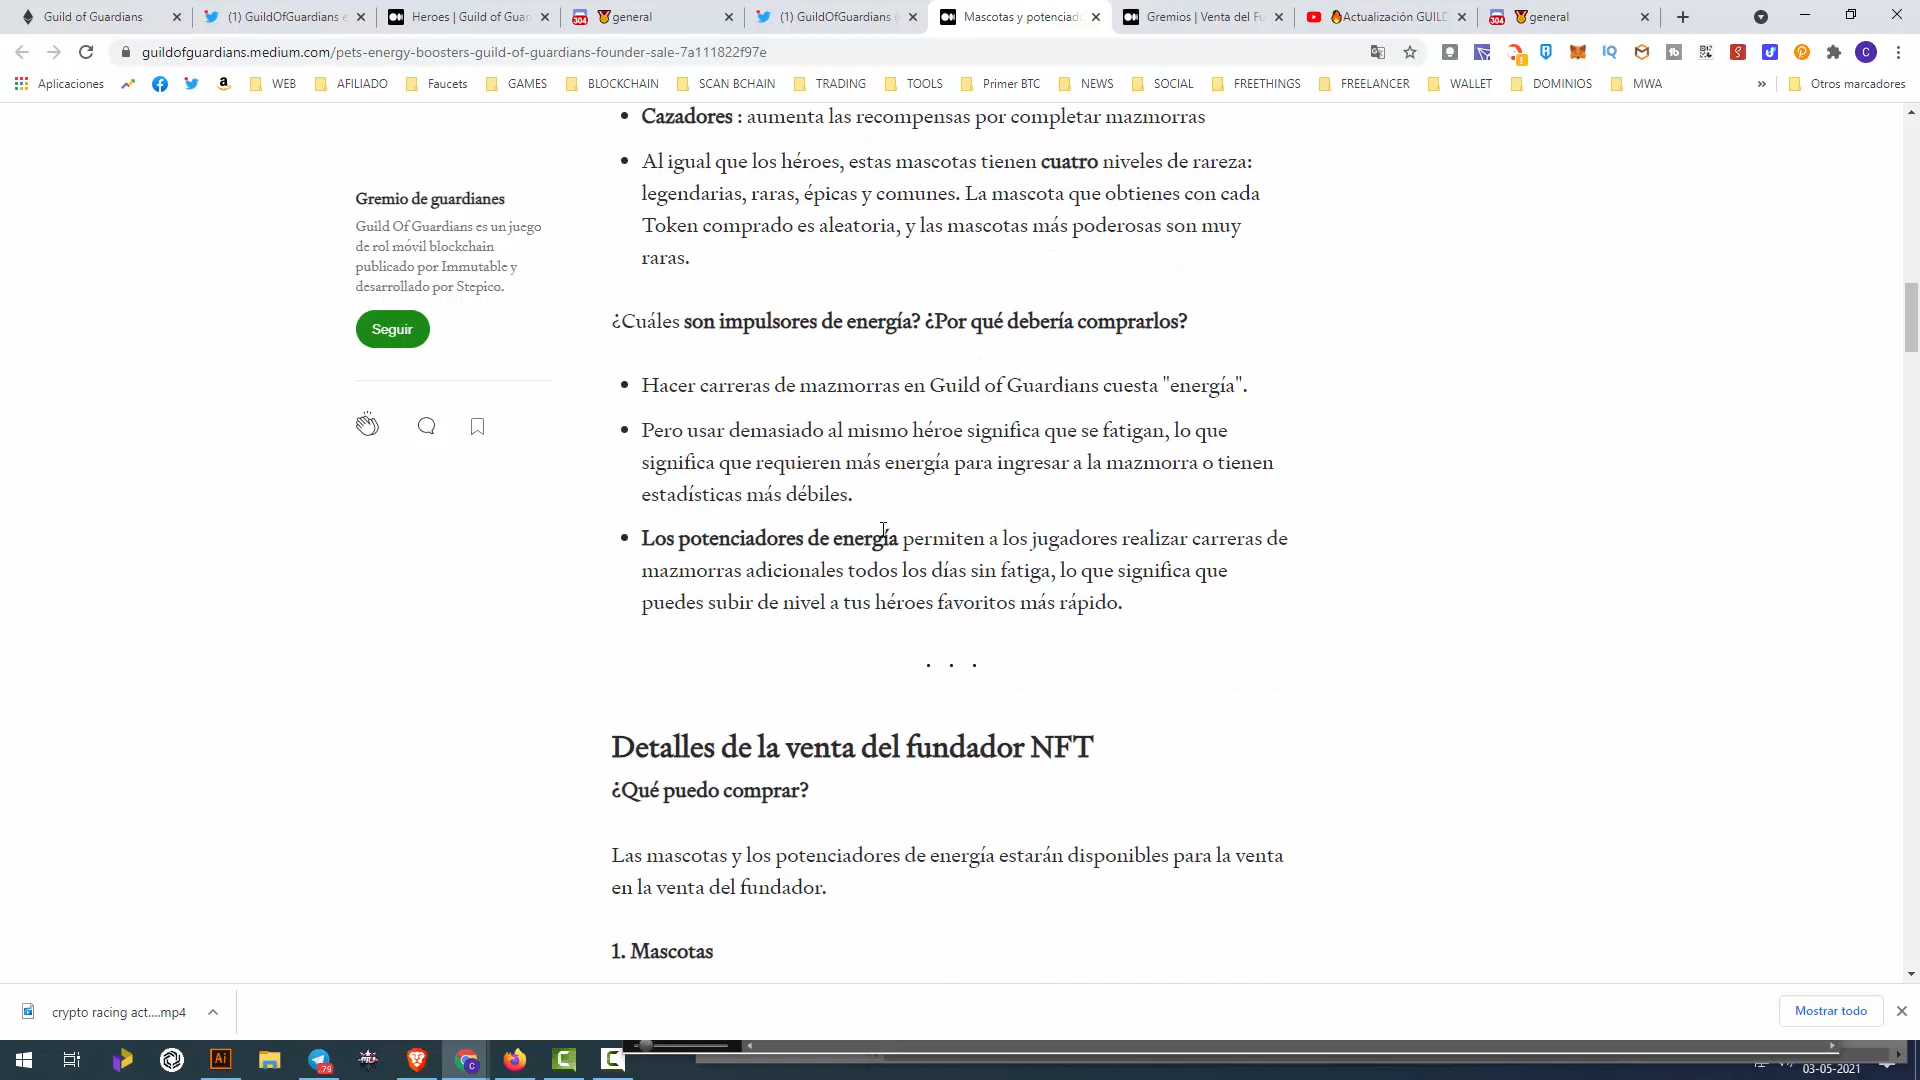 Guild of Guardians
(1) GuildOfGuardians e
Heroes | Guild of Guar
general
(1) GuildOfGuardians (
Mascotas y potenciado
Gremios | Venta del Fu
Actualización GUILD
general
guildofguardians.medium.com/pets-energy-boosters-guild-of-guardians-founder-sale-7a111822f97e
Aplicaciones
WEB
AFILIADO
Faucets
GAMES
BLOCKCHAIN
SCAN BCHAIN
TRADING
TOOLS
Primer BTC
NEWS
SOCIAL
FREETHINGS
FREELANCER
WALLET
DOMINIOS
MWA
»
Otros marcadores
Gremio de guardianes
Guild Of Guardians es un juego
de rol móvil blockchain
publicado por Immutable y
desarrollado por Stepico.
Seguir
• Cazadores : aumenta las recompensas por completar mazmorras
• Al igual que los héroes, estas mascotas tienen cuatro niveles de rareza:
legendarias, raras, épicas y comunes. La mascota que obtienes con cada
Token comprado es aleatoria, y las mascotas más poderosas son muy
raras.
¿Cuáles son impulsores de energía? ¿Por qué debería comprarlos?
• Hacer carreras de mazmorras en Guild of Guardians cuesta "energía".
• Pero usar demasiado al mismo héroe significa que se fatigan, lo que
significa que requieren más energía para ingresar a la mazmorra o tienen
estadísticas más débiles.
• Los potenciadores de energía permiten a los jugadores realizar carreras de
mazmorras adicionales todos los días sin fatiga, lo que significa que
puedes subir de nivel a tus héroes favoritos más rápido.
. . .
Detalles de la venta del fundador NFT
¿Qué puedo comprar?
Las mascotas y los potenciadores de energía estarán disponibles para la venta
en la venta del fundador.
1. Mascotas
crypto racing act....mp4
Mostrar todo
03-05-2021